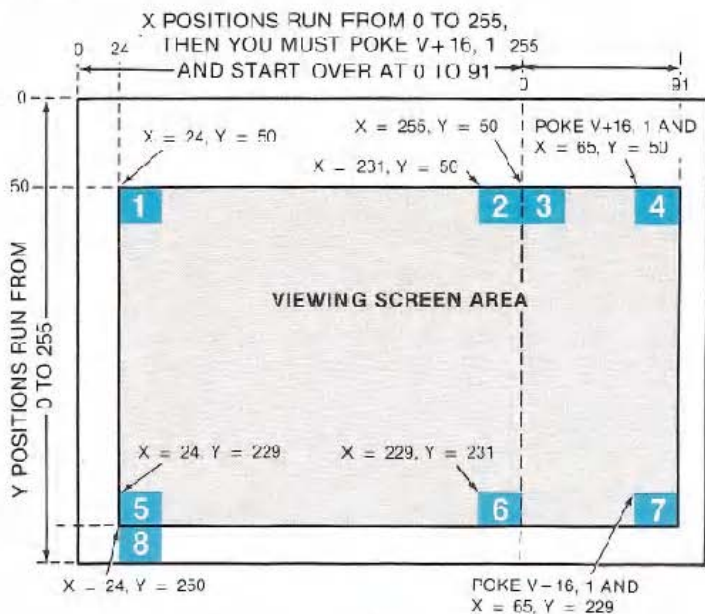 X POSITIONS RUN FROM 0 TO 255,
0 24 THEN YOU MUST POKE V+16, 1 255
AND START OVER AT 0 TO 91
0 91
0
X = 24, Y = 50
X = 255, Y = 50
POKE V+16, 1 AND
X = 65, Y = 50
X – 231, Y = 50
50
1 2 3 4
VIEWING SCREEN AREA
Y POSITIONS RUN FROM
0 TO 255
X = 24, Y = 229
X = 229, Y = 231
5 6 7
8
X – 24, Y = 250
POKE V–16, 1 AND
X = 65, Y = 229